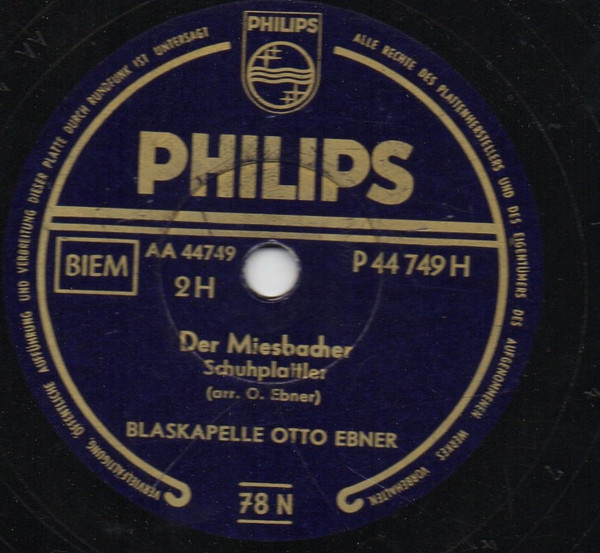 PHILIPS
ALLE RECHTE DES PLATTENHERSTELLERS UND DES EIGENTÜMERS DES AUFGENOMMENEN WERKES VORBEHALTEN.
VERVIELFÄLTIGUNG, ÖFFENTLICHE AUFFÜHRUNG UND VERBREITUNG DIESER PLATTE DURCH RUNDFUNK IST UNTERSAGT
PHILIPS
BIEM
AA 44749
2 H
P 44 749 H
Der Miesbacher
Schuhplattler
(arr. O. Ebner)
BLASKAPELLE OTTO EBNER
78 N